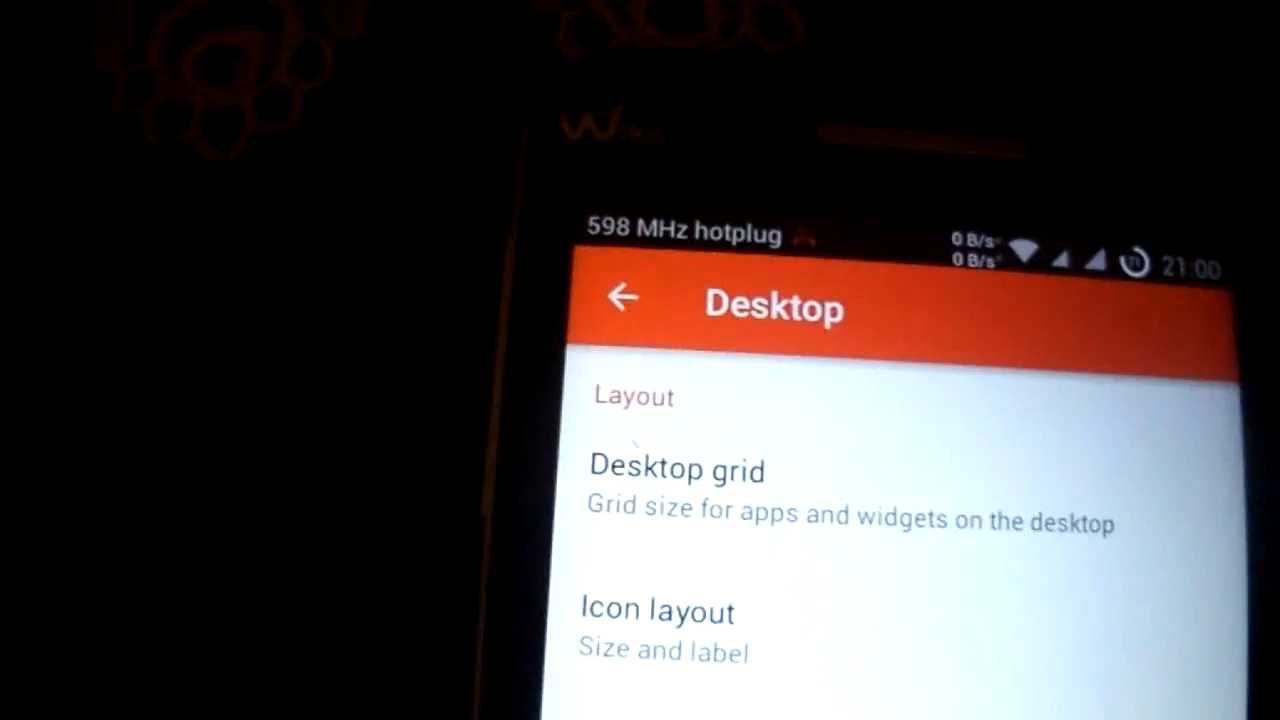 598 MHz hotplug
0 B/s
0 B/s
21:00
Desktop
Layout
Desktop grid
Grid size for apps and widgets on the desktop
Icon layout
Size and label